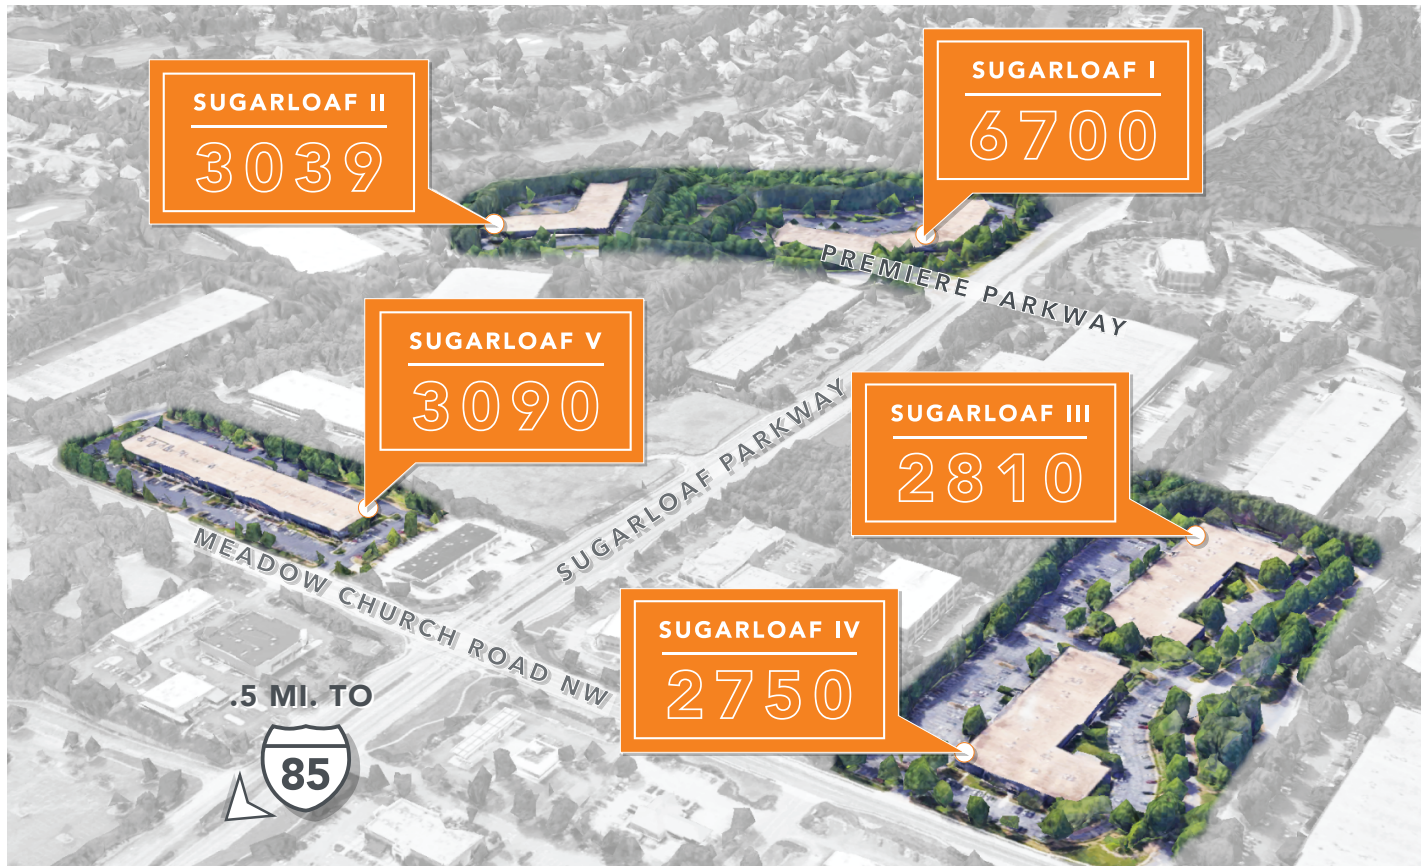 SUGARLOAF I
6700
SUGARLOAF II
3039
PREMIERE PARKWAY
SUGARLOAF V
3090
SUGARLOAF PARKWAY
SUGARLOAF III
2810
MEADOW CHURCH ROAD NW
SUGARLOAF IV
2750
.5 MI. TO
85